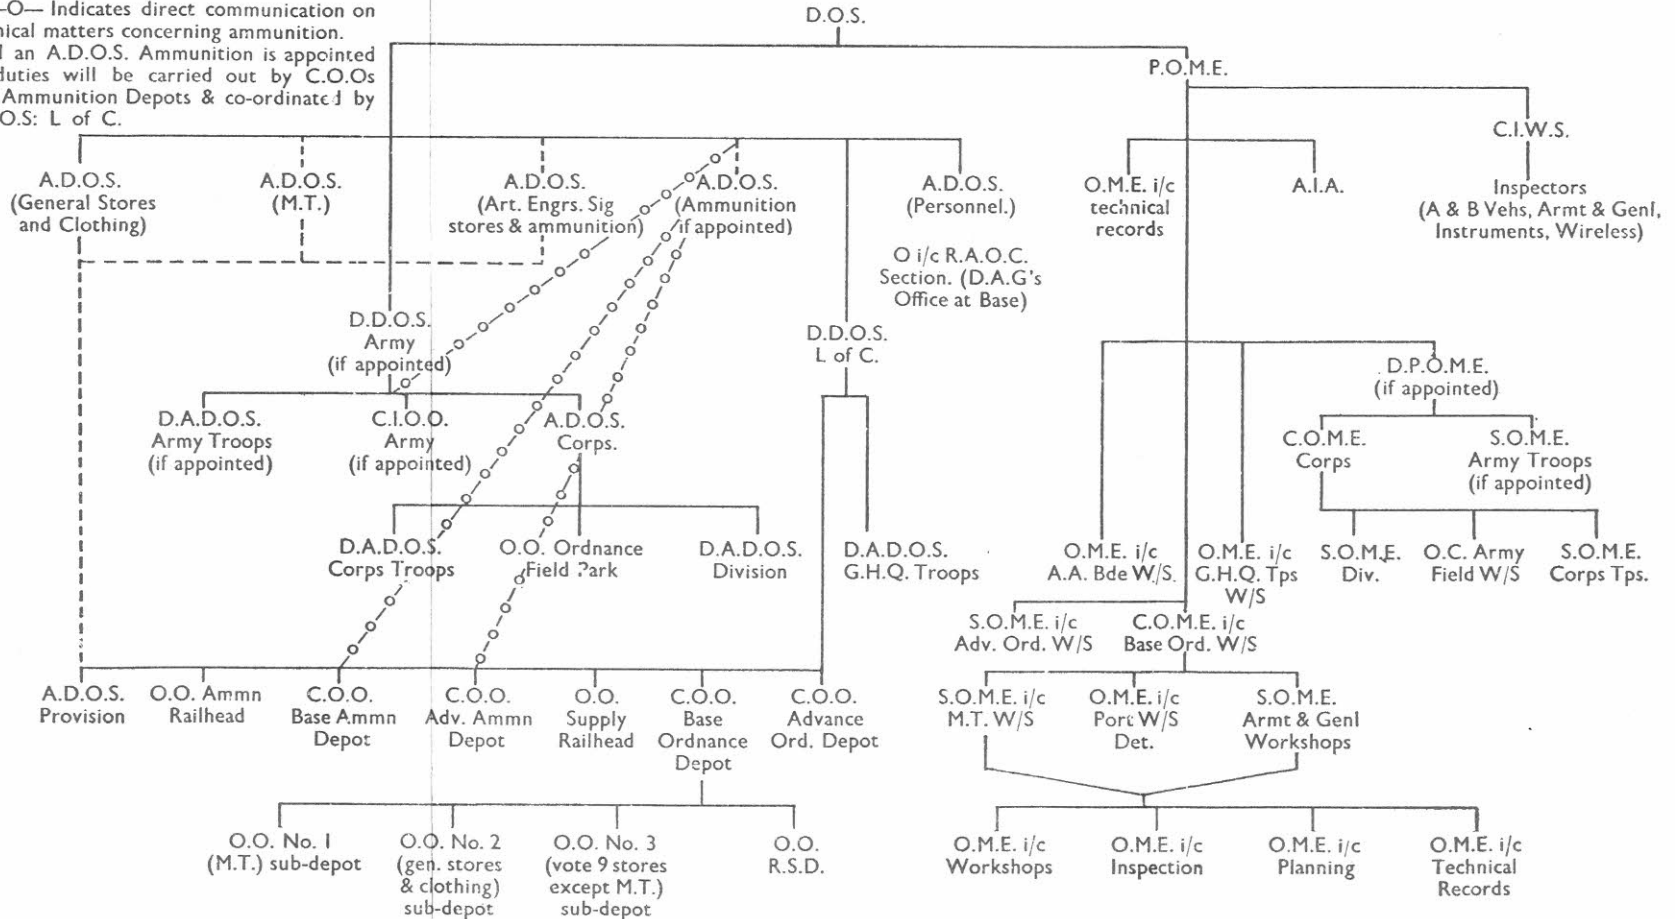 —O— Indicates direct communication on
matters concerning ammunition.
an A.D.O.S. Ammunition is appointed
duties will be carried out by C.O.Os
Ammunition Depots & co-ordinated by
L of C.
D.O.S.
P.O.M.E.
C.I.W.S.
A.D.O.S.
(General Stores
and Clothing)
A.D.O.S.
(M.T.)
A.D.O.S.
(Art. Engrs. Sig
stores & ammunition)
A.D.O.S.
(Ammunition
if appointed)
A.D.O.S.
(Personnel.)
O i/c R.A.O.C.
Section. (D.A.G's
Office at Base)
O.M.E. i/c
technical
records
A.I.A.
Inspectors
(A & B Vehs, Armt & Genl,
Instruments, Wireless)
D.D.O.S.
Army
(if appointed)
D.D.O.S.
L of C.
D.P.O.M.E.
(if appointed)
D.A.D.O.S.
Army Troops
(if appointed)
C.I.O.O.
Army
(if appointed)
A.D.O.S.
Corps.
C.O.M.E.
Corps
S.O.M.E.
Army Troops
(if appointed)
D.A.D.O.S.
Corps Troops
O.O. Ordnance
Field Park
D.A.D.O.S.
Division
D.A.D.O.S.
G.H.Q. Troops
O.M.E. i/c
A.A. Bde W/S.
O.M.E. i/c
G.H.Q. Tps
W/S
S.O.M.E.
Div.
O.C. Army
Field W/S
S.O.M.E.
Corps Tps.
S.O.M.E. i/c
Adv. Ord. W/S
C.O.M.E. i/c
Base Ord. W/S
A.D.O.S.
Provision
O.O. Ammn
Railhead
C.O.O.
Base Ammn
Depot
C.O.O.
Adv. Ammn
Depot
O.O.
Supply
Railhead
C.O.O.
Base
Ordnance
Depot
C.O.O.
Advance
Ord. Depot
S.O.M.E. i/c
M.T. W/S
O.M.E. i/c
Port W/S
Det.
S.O.M.E.
Armt & Genl
Workshops
O.O. No. 1
(M.T.) sub-depot
O.O. No. 2
(gen. stores
& clothing)
sub-depot
O.O. No. 3
(vote 9 stores
except M.T.)
sub-depot
O.O.
R.S.D.
O.M.E. i/c
Workshops
O.M.E. i/c
Inspection
O.M.E. i/c
Planning
O.M.E. i/c
Technical
Records